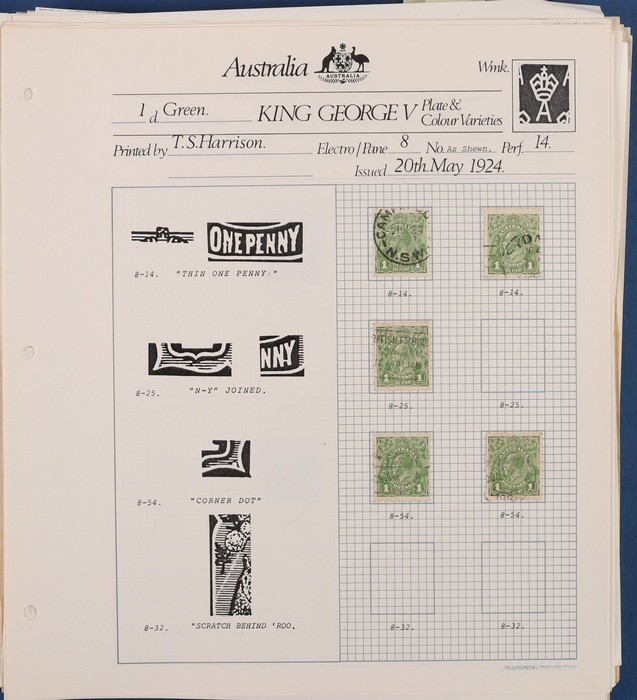 Australia
AUSTRALIA
Wmk.
A
1d Green. KING GEORGE V Plate & Colour Varieties
Printed by T.S.Harrison. Electro/Pane 8 No. As Shewn. Perf. 14.
Issued 20th.May 1924.
ONE PENNY
8-14. "THIN ONE PENNY:"
8-14. 8-14.
NNY
8-25. "N-Y" JOINED.
8-25. 8-25.
8-54. "CORNER DOT"
8-54. 8-54.
8-32. "SCRATCH BEHIND 'ROO.
8-32. 8-32.
N.S.W